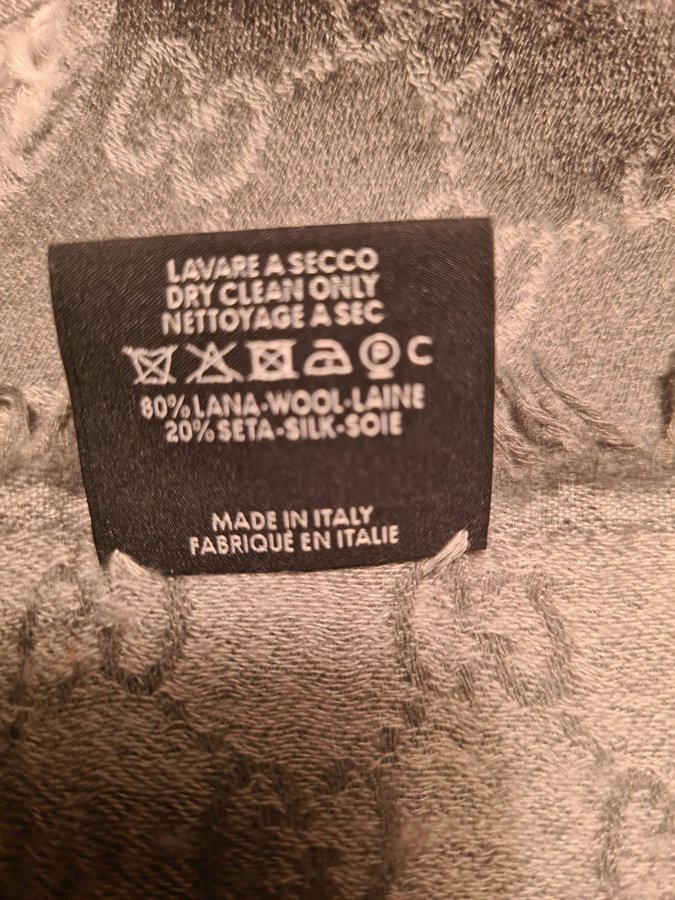 LAVARE A SECCO
DRY CLEAN ONLY
NETTOYAGE A SEC
P C
80% LANA-WOOL-LAINE
20% SETA-SILK-SOIE
MADE IN ITALY
FABRIQUÉ EN ITALIE